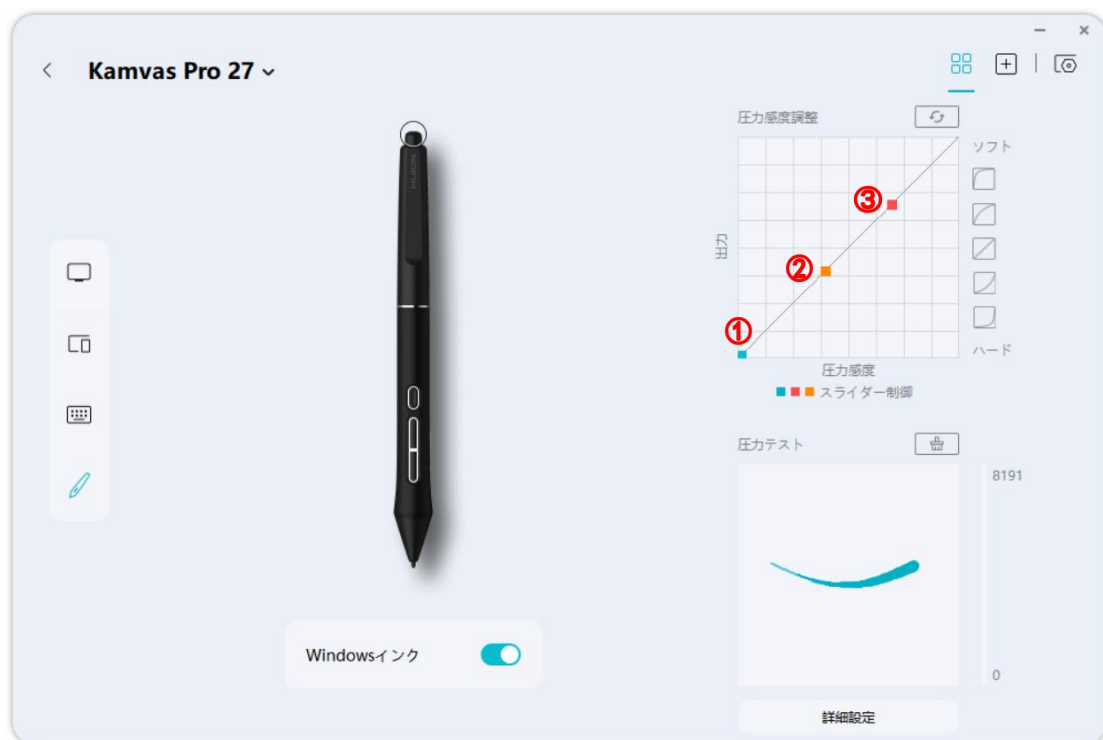 Kamvas Pro 27
圧力感度調整
ソフト
③
出力
②
①
ハード
圧力感度
スライダー制御
圧力テスト
8191
0
HUION
Windowsインク
詳細設定